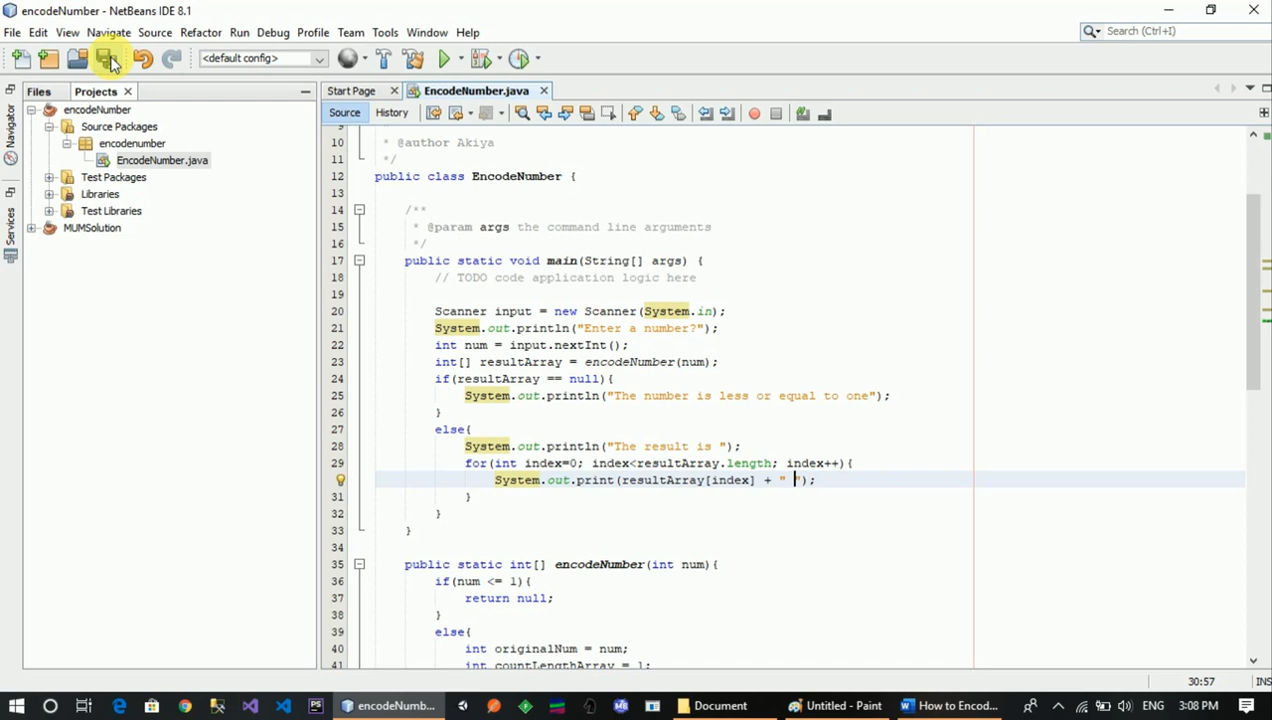 encodeNumber - NetBeans IDE 8.1
File Edit View Navigate Source Refactor Run Debug Profile Team Tools Window Help
Search (Ctrl+I)
<default config>
Files Projects
Start Page EncodeNumber.java
Source History
Navigator
Services
encodeNumber
Source Packages
encodenumber
EncodeNumber.java
Test Packages
Libraries
Test Libraries
MUMSolution
9
10 * @author Akiya
11 */
12 public class EncodeNumber {
13
14 /**
15 * @param args the command line arguments
16 */
17 public static void main(String[] args) {
18 // TODO code application logic here
19
20 Scanner input = new Scanner(System.in);
21 System.out.println("Enter a number?");
22 int num = input.nextInt();
23 int[] resultArray = encodeNumber(num);
24 if(resultArray == null){
25 System.out.println("The number is less or equal to one");
26 }
27 else{
28 System.out.println("The result is ");
29 for(int index=0; index<resultArray.length; index++){
30 System.out.print(resultArray[index] + " ");
31 }
32 }
33 }
34
35 public static int[] encodeNumber(int num){
36 if(num <= 1){
37 return null;
38 }
39 else{
40 int originalNum = num;
41 int countLengthArray = 1;
30:57 INS
encodeNumb...
Document
Untitled - Paint
How to Encod...
ENG 3:08 PM